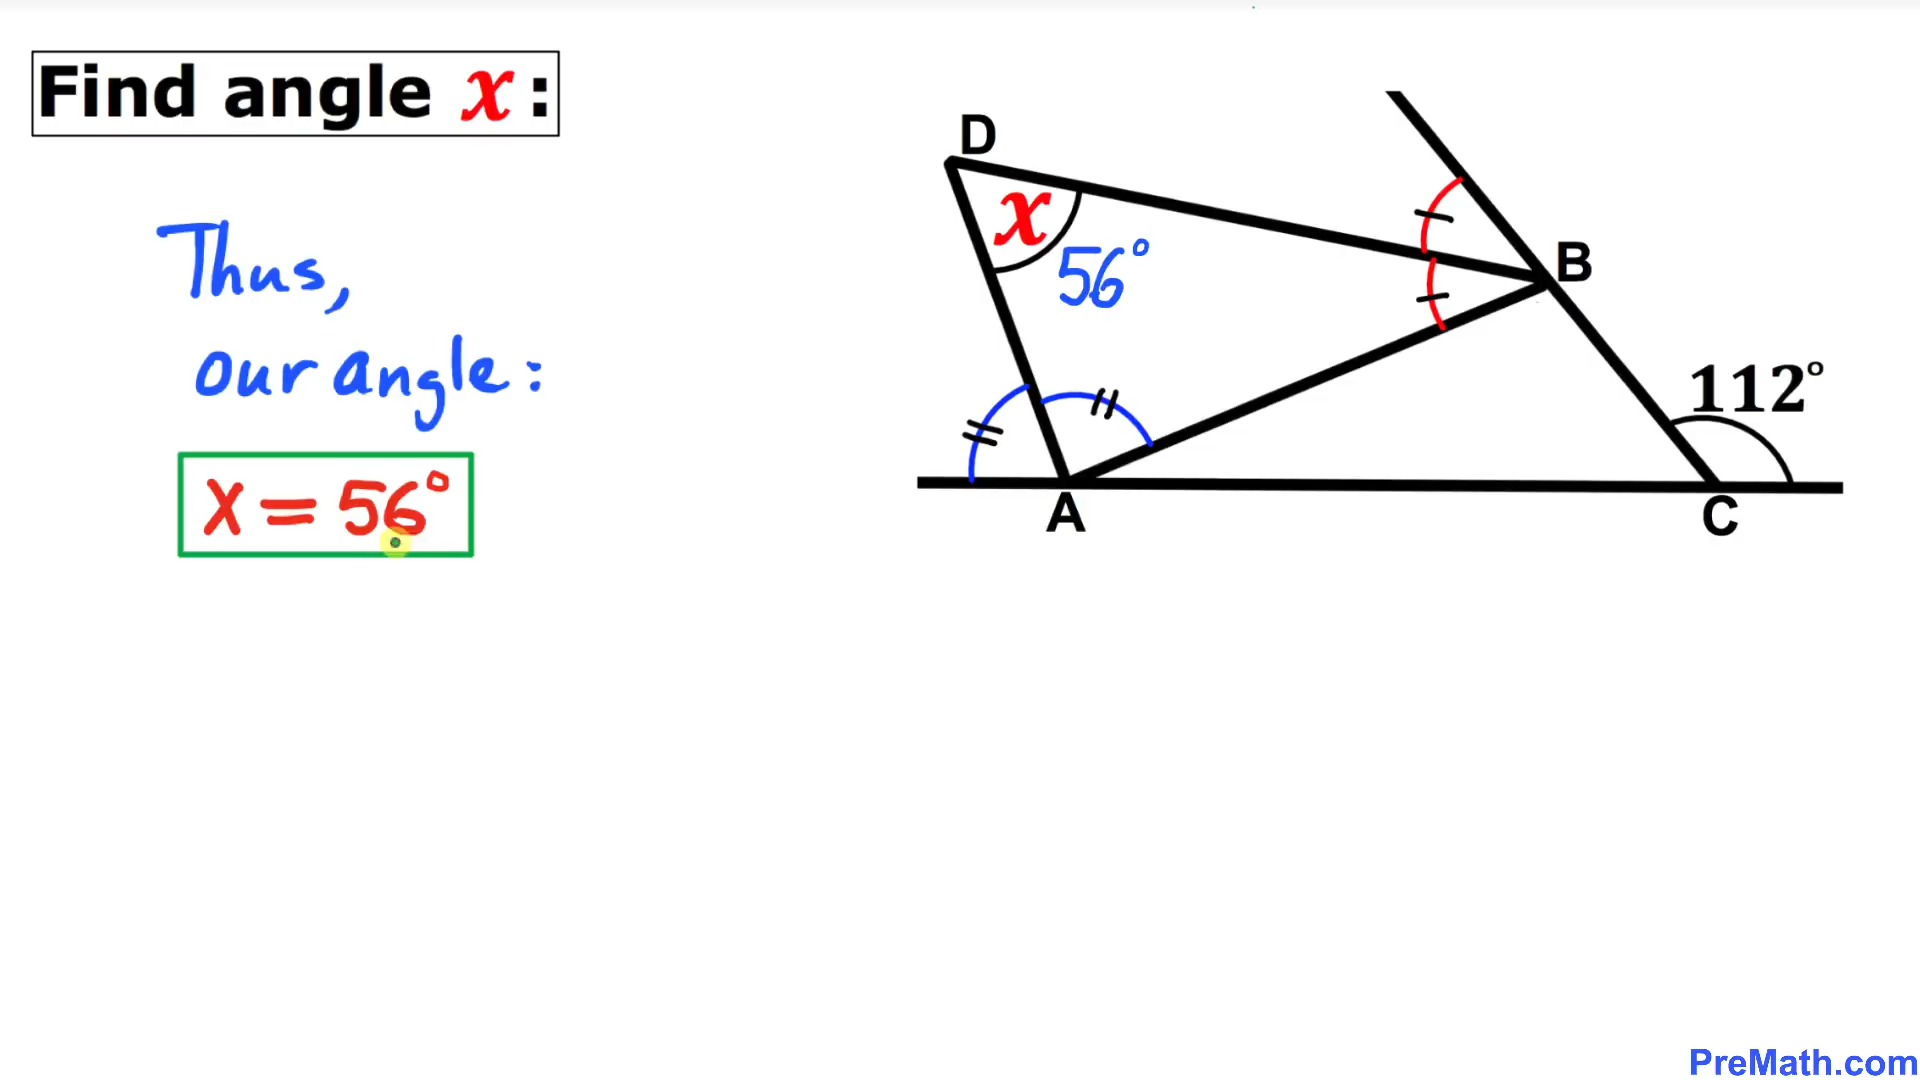 Find angle x:
Thus,
our angle:
x = 56°
D
x
56°
B
112°
A
C
PreMath.com